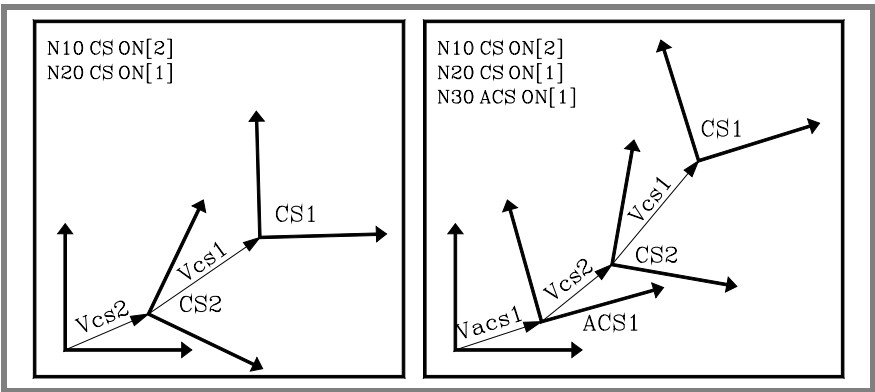 N10 CS ON[2]
N20 CS ON[1]
CS1
Vcs1
CS2
Vcs2
N10 CS ON[2]
N20 CS ON[1]
N30 ACS ON[1]
CS1
Vcs1
CS2
Vcs2
ACS1
Vacs1